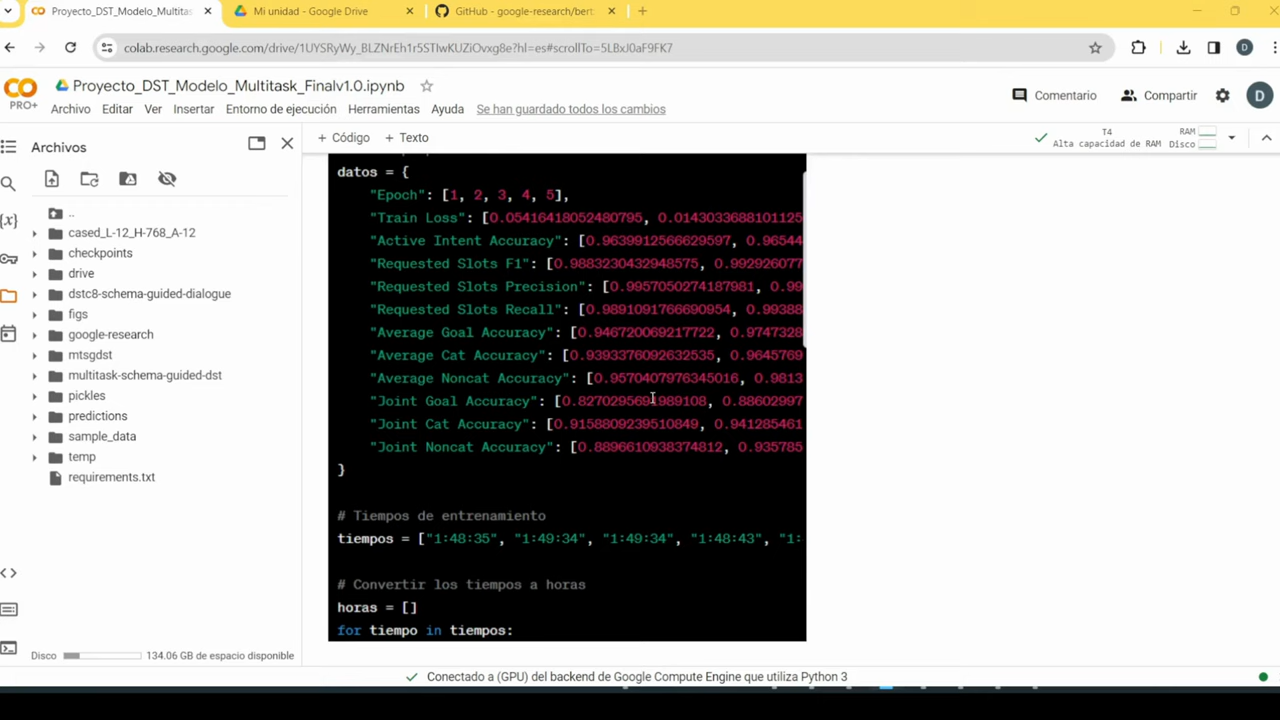 Proyecto_DST_Modelo_Multitas
Mi unidad - Google Drive
GitHub - google-research/bert
colab.research.google.com/drive/1UYSRyWy_BLZNrEh1r5STIwKUZiOvxg8e?hl=es#scrollTo=5LBxJ0aF9FK7
D
CO
PRO+
Proyecto_DST_Modelo_Multitask_Finalv1.0.ipynb
Archivo Editar Ver Insertar Entorno de ejecución Herramientas Ayuda Se han guardado todos los cambios
Comentario
Compartir
D
Archivos
+ Código + Texto
T4
Alta capacidad de RAM
RAM
Disco
..
cased_L-12_H-768_A-12
checkpoints
drive
dstc8-schema-guided-dialogue
figs
google-research
mtsgdst
multitask-schema-guided-dst
pickles
predictions
sample_data
temp
requirements.txt
Disco 134.06 GB de espacio disponible
datos = {
"Epoch": [1, 2, 3, 4, 5],
"Train Loss": [0.05416418052480795, 0.0143033688101125
"Active Intent Accuracy": [0.9639912566629597, 0.96544
"Requested Slots F1": [0.9883230432948575, 0.992926077
"Requested Slots Precision": [0.9957050274187981, 0.99
"Requested Slots Recall": [0.9891091766690954, 0.99388
"Average Goal Accuracy": [0.946720069217722, 0.9747328
"Average Cat Accuracy": [0.9393376092632535, 0.9645769
"Average Noncat Accuracy": [0.9570407976345016, 0.9813
"Joint Goal Accuracy": 0.88602997
"Joint Cat Accuracy": [0.9158809239510849, 0.941285461
"Joint Noncat Accuracy": [0.8896610938374812, 0.935785
}
# Tiempos de entrenamiento
tiempos = ["1:48:35", "1:49:34", "1:49:34", "1:48:43", "1:
# Convertir los tiempos a horas
horas = []
for tiempo in tiempos:
Conectado a (GPU) del backend de Google Compute Engine que utiliza Python 3